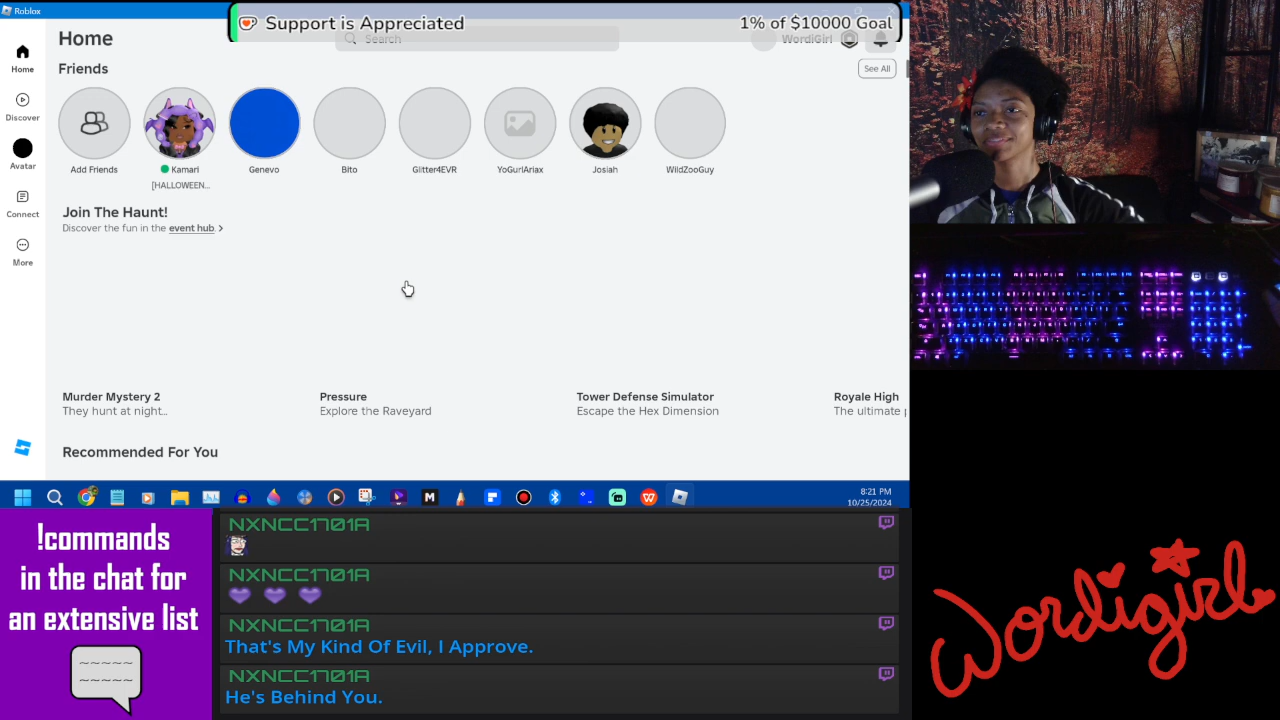 Roblox
Support is Appreciated
1% of $10000 Goal
Home
Search
WordiGirl
Friends
See All
Home
Discover
Avatar
Connect
More
Add Friends
Kamari
[HALLOWEEN...
Genevo
Bito
Glitter4EVR
YoGurlAriax
Josiah
WildZooGuy
Join The Haunt!
Discover the fun in the event hub. >
Murder Mystery 2
They hunt at night...
Pressure
Explore the Raveyard
Tower Defense Simulator
Escape the Hex Dimension
Royale High
The ultimate
Recommended For You
8:21 PM
10/25/2024
!commands
in the chat for
an extensive list
NXNCC1701A
NXNCC1701A
NXNCC1701A
That's My Kind Of Evil, I Approve.
NXNCC1701A
He's Behind You.
Wordigirl